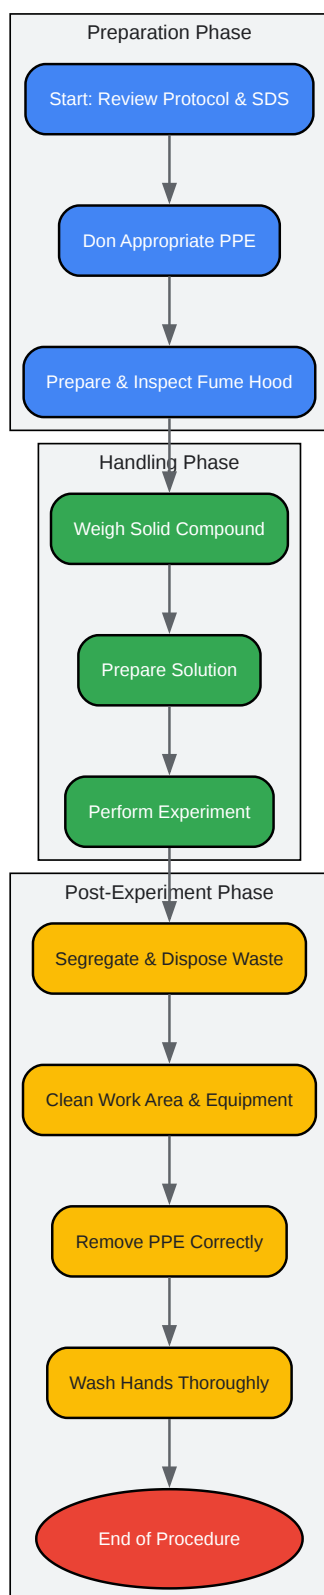 Preparation Phase
Start: Review Protocol & SDS
Don Appropriate PPE
Prepare & Inspect Fume Hood
Handling Phase
Weigh Solid Compound
Prepare Solution
Perform Experiment
Post-Experiment Phase
Segregate & Dispose Waste
Clean Work Area & Equipment
Remove PPE Correctly
Wash Hands Thoroughly
End of Procedure